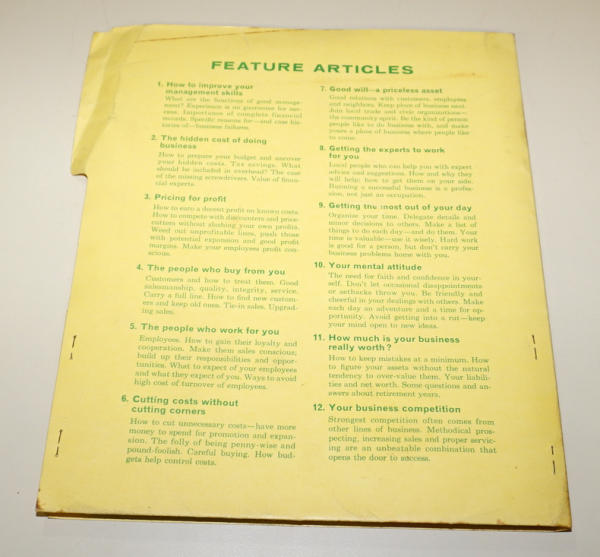 FEATURE ARTICLES
1. How to improve your
management skills
What are the functions of good manage-
ment? Experience is no guarantee for suc-
cess. Importance of complete financial
records. Specific reasons for—and case his-
tories of—business failures.
2. The hidden cost of doing
business
How to prepare your budget and uncover
your hidden costs. Tax savings. What
should be included in overhead? The case
of the missing screwdrivers. Value of finan-
cial experts.
3. Pricing for profit
How to earn a decent profit on known costs.
How to compete with discounters and price-
cutters without slashing your own profits.
Weed out unprofitable lines, push those
with potential expansion and good profit
margins. Make your employees profit con-
scious.
4. The people who buy from you
Customers and how to treat them. Good
salesmanship, quality, integrity, service.
Carry a full line. How to find new custom-
ers and keep old ones. Tie-in sales. Upgrad-
ing sales.
5. The people who work for you
Employees. How to gain their loyalty and
cooperation. Make them sales conscious;
build up their responsibilities and oppor-
tunities. What to expect of your employees
and what they expect of you. Ways to avoid
high cost of turnover of employees.
6. Cutting costs without
cutting corners
How to cut unnecessary costs—have more
money to spend for promotion and expan-
sion. The folly of being penny-wise and
pound-foolish. Careful buying. How bud-
gets help control costs.
7. Good will—a priceless asset
Good relations with customers, employees
and neighbors. Keep place of business neat.
Join local trade and civic organizations—
the community spirit. Be the kind of person
people like to do business with, and make
yours a place of business where people like
to come.
8. Getting the experts to work
for you
Local people who can help you with expert
advice and suggestions. How and why they
will help; how to get them on your side.
Running a successful business is a profes-
sion, not just an occupation.
9. Getting the most out of your day
Organize your time. Delegate details and
minor decisions to others. Make a list of
things to do each day—and do them. Your
time is valuable—use it wisely. Hard work
is good for a person, but don't carry your
business problems home with you.
10. Your mental attitude
The need for faith and confidence in your-
self. Don't let occasional disappointments
or setbacks throw you. Be friendly and
cheerful in your dealings with others. Make
each day an adventure and a time for op-
portunity. Avoid getting into a rut—keep
your mind open to new ideas.
11. How much is your business
really worth?
How to keep mistakes at a minimum. How
to figure your assets without the natural
tendency to over-value them. Your liabili-
ties and net worth. Some questions and an-
swers about retirement years.
12. Your business competition
Strongest competition often comes from
other lines of business. Methodical pros-
pecting, increasing sales and proper servic-
ing are an unbeatable combination that
opens the door to success.